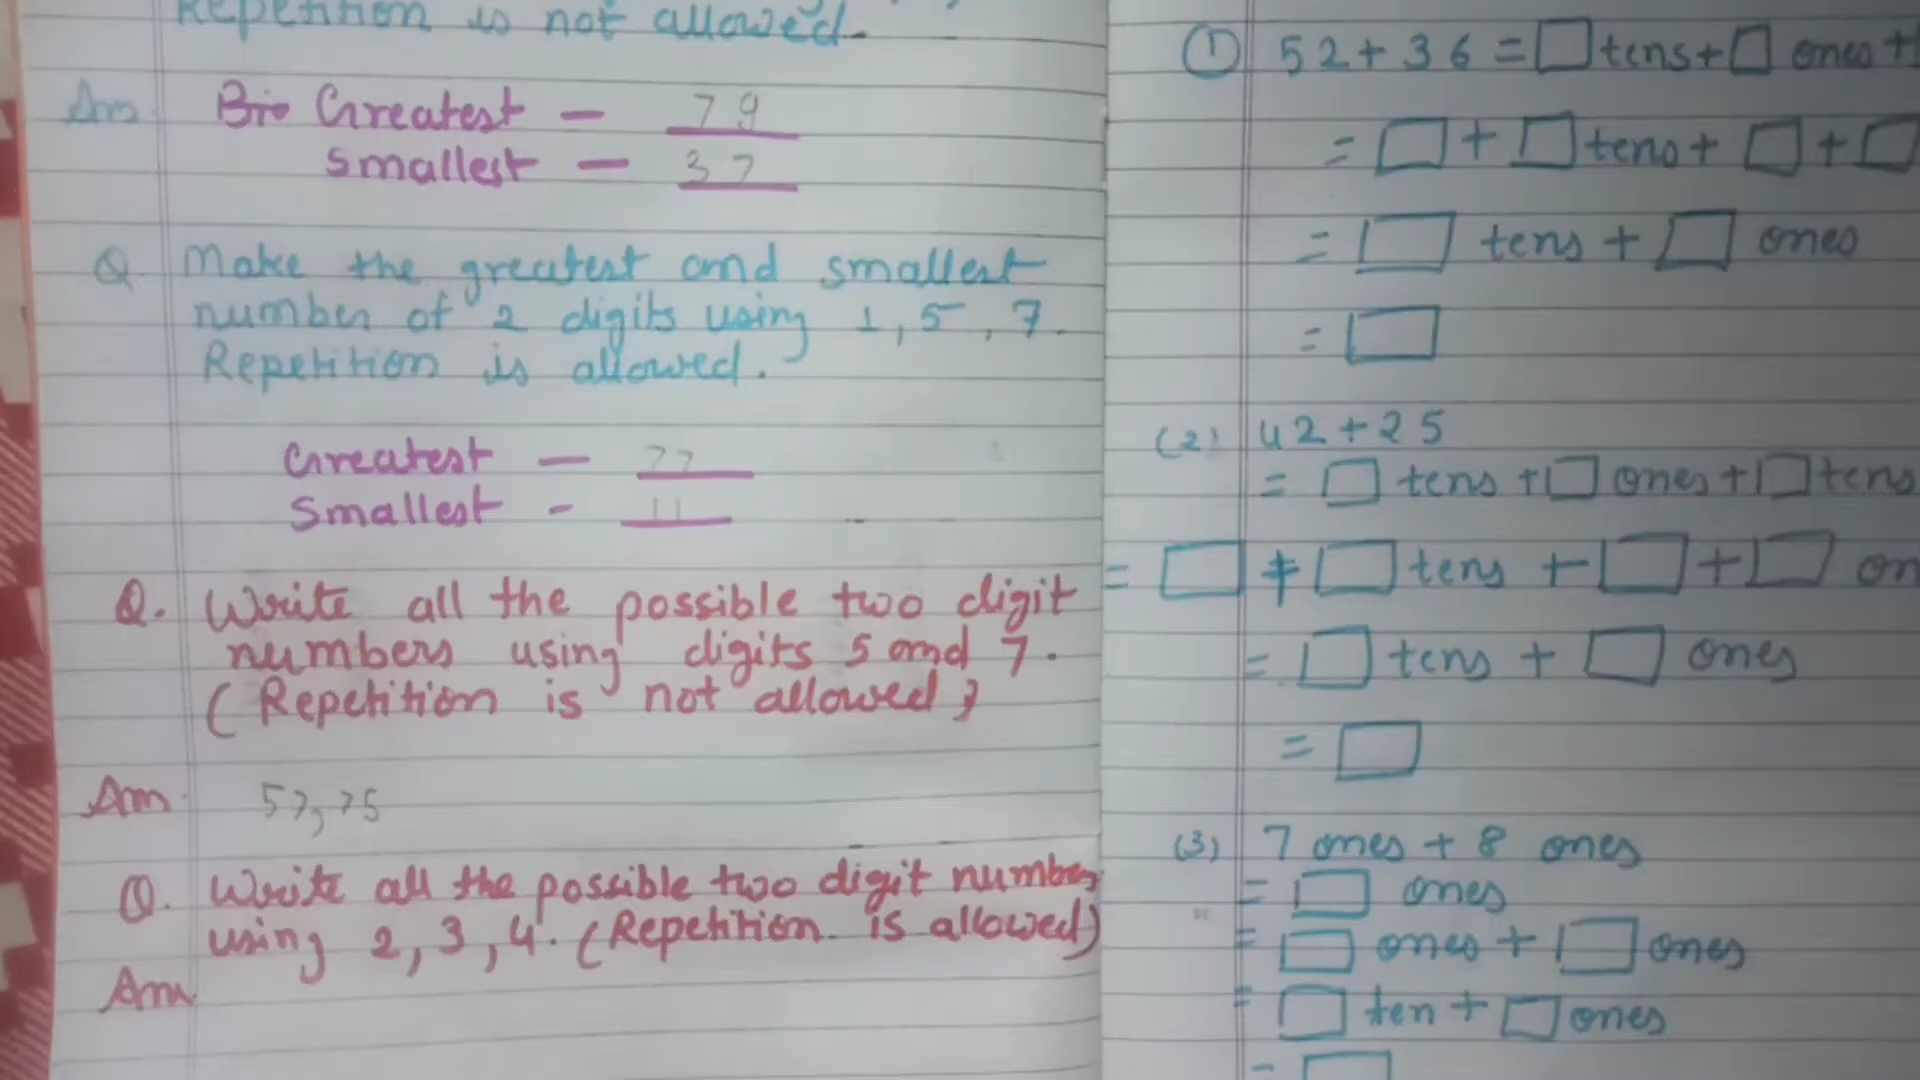 Repetition is not allowed.
Ans Bio Greatest - 79
Smallest - 37
Q. Make the greatest and smallest
number of 2 digits using 1, 5, 7.
Repetition is allowed.
Greatest - 77
Smallest - 11
Q. Write all the possible two digit
numbers using digits 5 and 7.
(Repetition is not allowed)
Ans. 57, 75
Q. Write all the possible two digit number
using 2, 3, 4. (Repetition is allowed)
Ans.
(1) 52 + 36 = □ tens + □ ones +
= □ + □ tens + □ + □
= □ tens + □ ones
= □
(2) 42 + 25
= □ tens + □ ones + □ tens
= □ + □ tens + □ + □ on
= □ tens + □ ones
= □
(3) 7 ones + 8 ones
= □ ones
= □ ones + □ ones
= □ ten + □ ones
= □